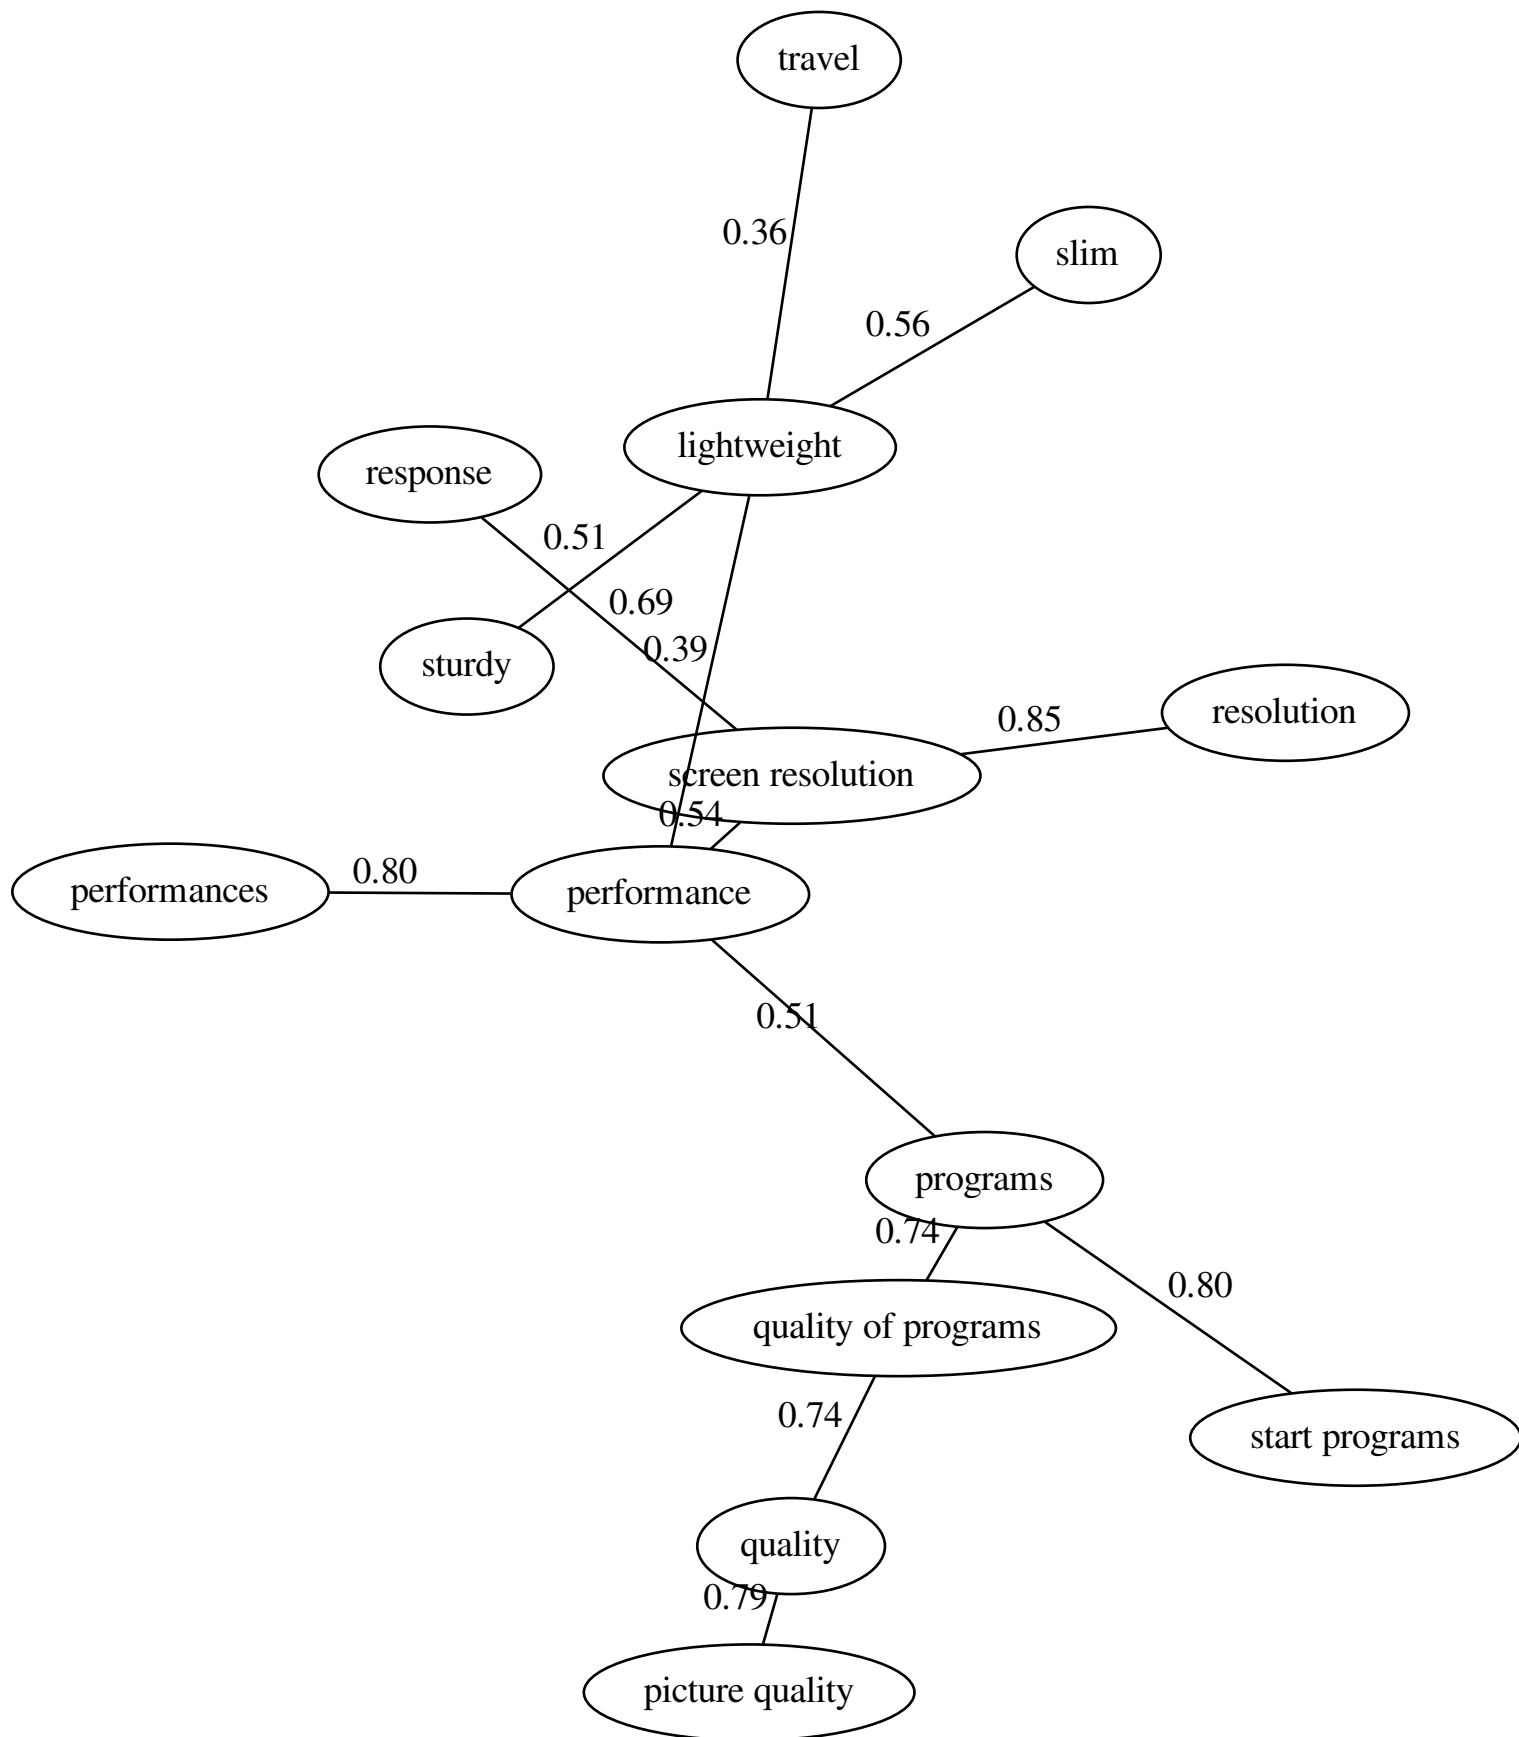 travel
0.36
slim
0.56
lightweight
response
0.51
0.69
0.39
sturdy
0.85
resolution
screen resolution
0.54
0.80
performances
performance
0.51
programs
0.74
0.80
quality of programs
0.74
start programs
quality
0.79
picture quality